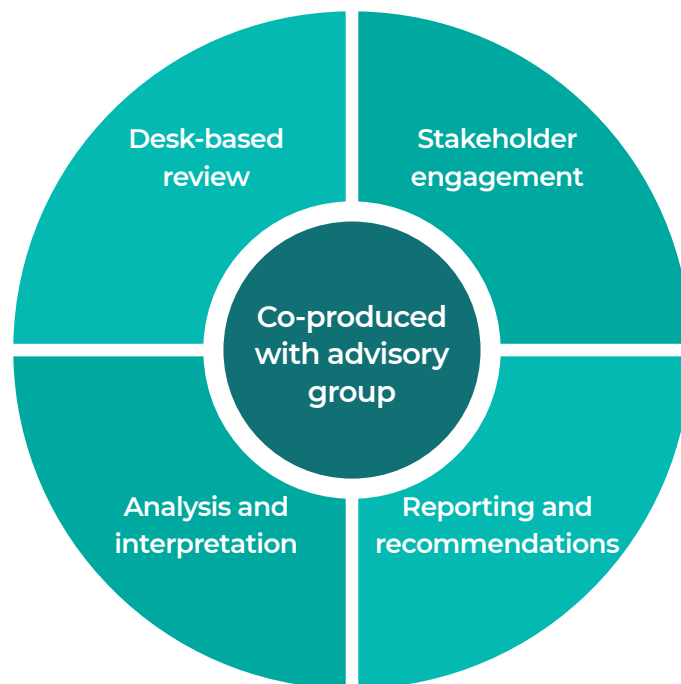 Desk-based
review
Stakeholder
engagement
Co-produced
with advisory
group
Analysis and
interpretation
Reporting and
recommendations